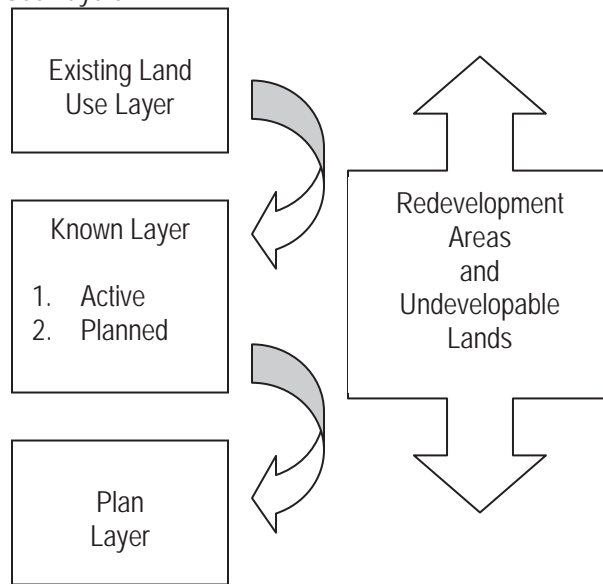 Existing Land
Use Layer
Known Layer
1. Active
2. Planned
Plan
Layer
Redevelopment
Areas
and
Undevelopable
Lands